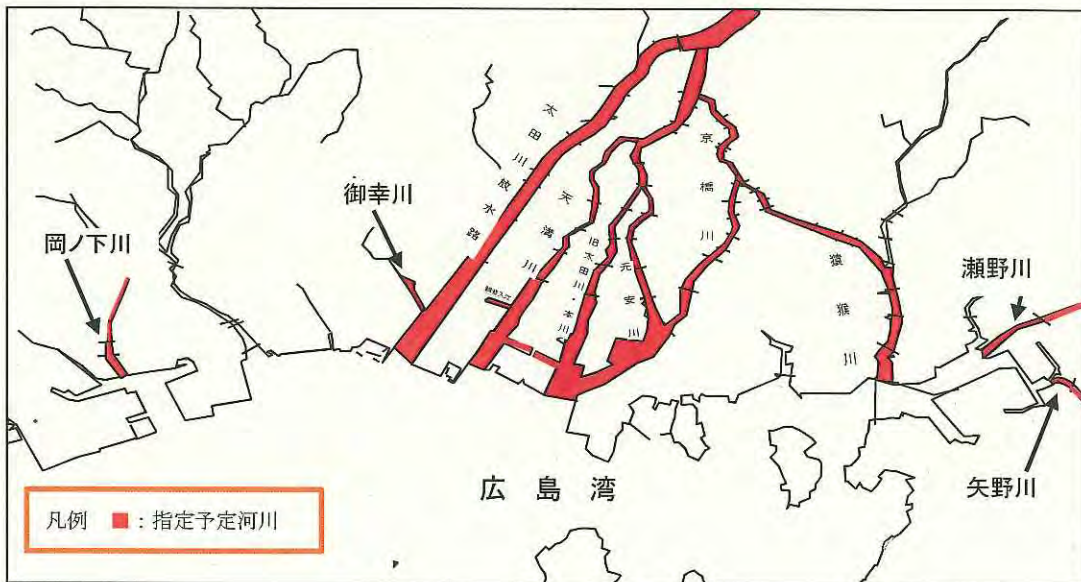 太田川放水路
京橋川
御幸川
天満川
岡ノ下川
旧太田川・本川
元安川
瀬野川
猿猴川
広島湾
矢野川
凡例 ■：指定予定河川